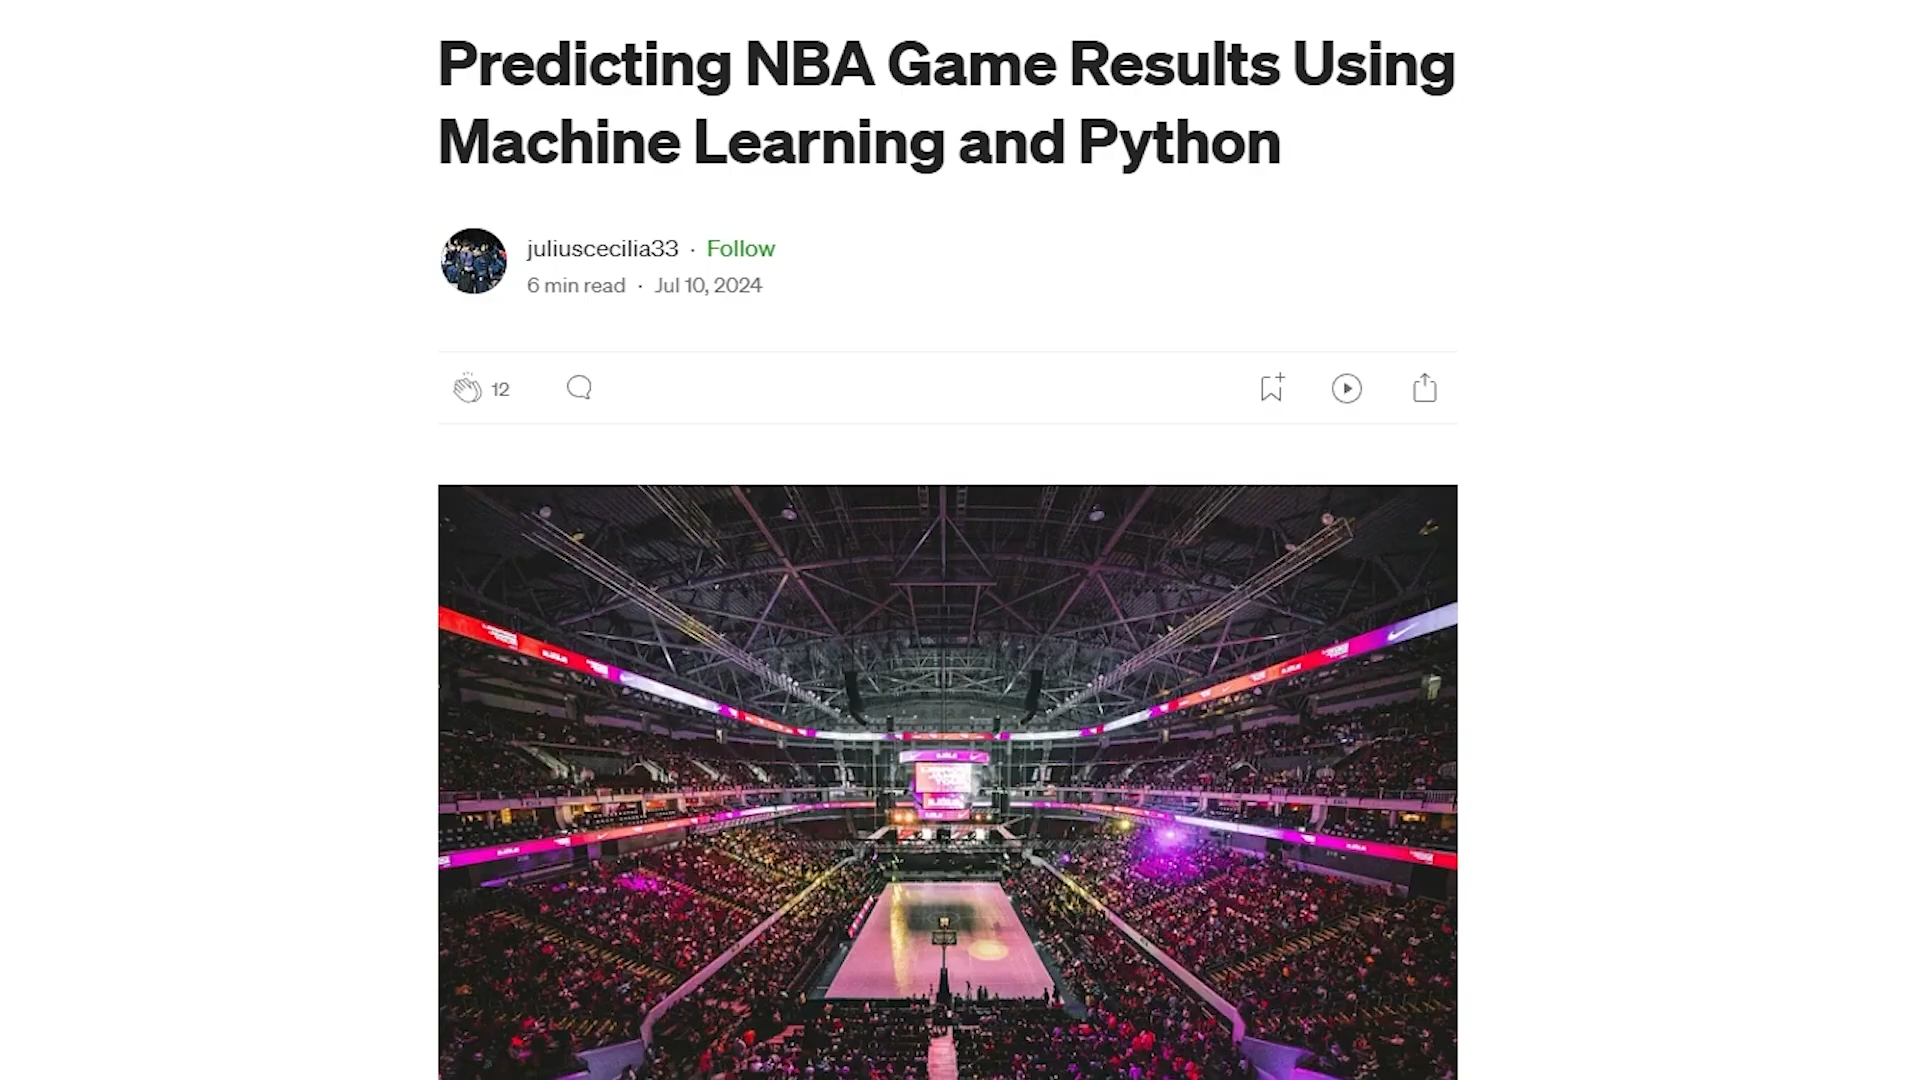 Predicting NBA Game Results Using
Machine Learning and Python
juliuscecilia33 · Follow
6 min read · Jul 10, 2024
12